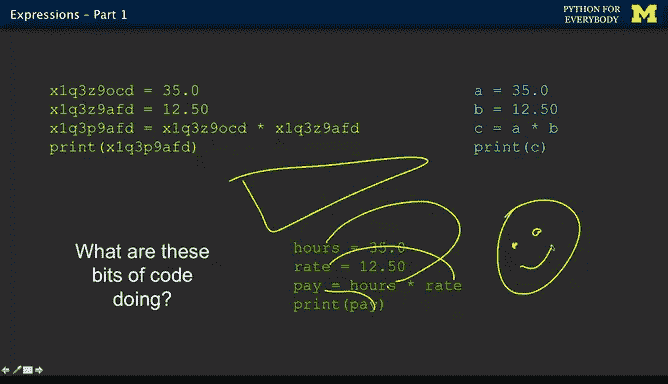 Expressions – Part 1
PYTHON FOR
EVERYBODY
x1q3z9ocd = 35.0
x1q3z9afd = 12.50
x1q3p9afd = x1q3z9ocd * x1q3z9afd
print(x1q3p9afd)
a = 35.0
b = 12.50
c = a * b
print(c)
What are these
bits of code
doing?
hours = 35.0
rate = 12.50
pay = hours * rate
print(pay)